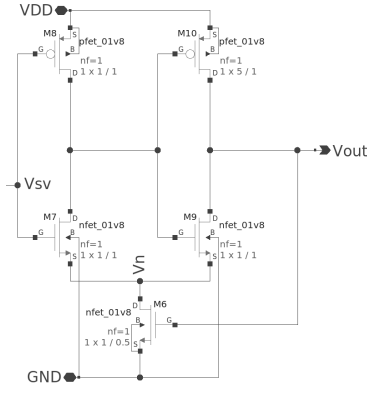 VDD
M8
S
pfet_01v8
G
B
nf=1
D
1 x 1 / 1
M10
S
pfet_01v8
G
B
nf=1
D
1 x 5 / 1
Vout
Vsv
M7
D
nfet_01v8
G
B
nf=1
S
1 x 1 / 1
M9
D
nfet_01v8
G
B
nf=1
S
1 x 1 / 1
Vn
M6
D
nfet_01v8
G
B
nf=1
S
1 x 1 / 0.5
GND